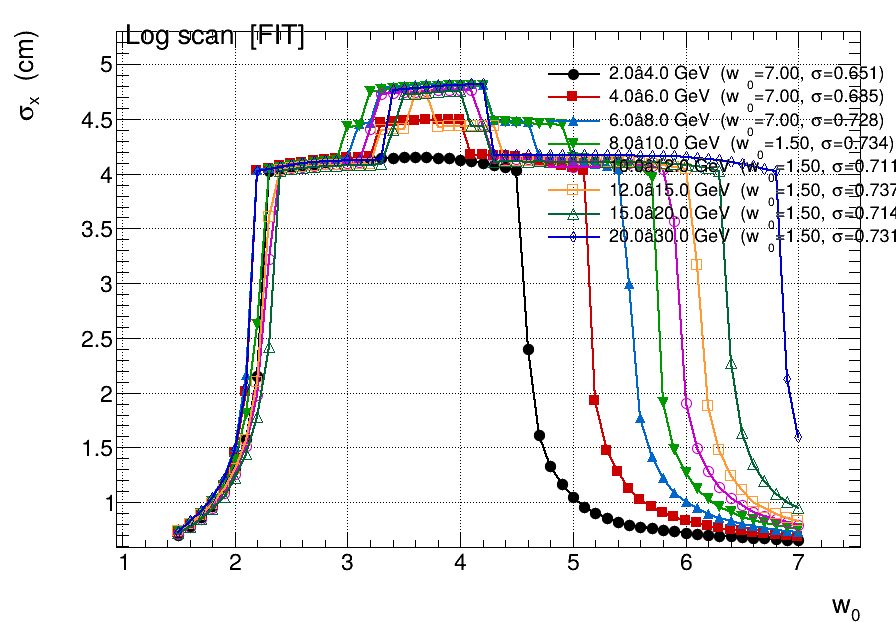 Log scan [FIT]
σx (cm)
5
4.5
4
3.5
3
2.5
2
1.5
1
2.0â4.0 GeV (w0=7.00, σ=0.651)
4.0â6.0 GeV (w0=7.00, σ=0.685)
6.0â8.0 GeV (w0=7.00, σ=0.728)
8.0â10.0 GeV (w0=1.50, σ=0.734)
10.0â12.0 GeV (w0=1.50, σ=0.711
12.0â15.0 GeV (w0=1.50, σ=0.737
15.0â20.0 GeV (w0=1.50, σ=0.714
20.0â30.0 GeV (w0=1.50, σ=0.731
1 2 3 4 5 6 7
w0